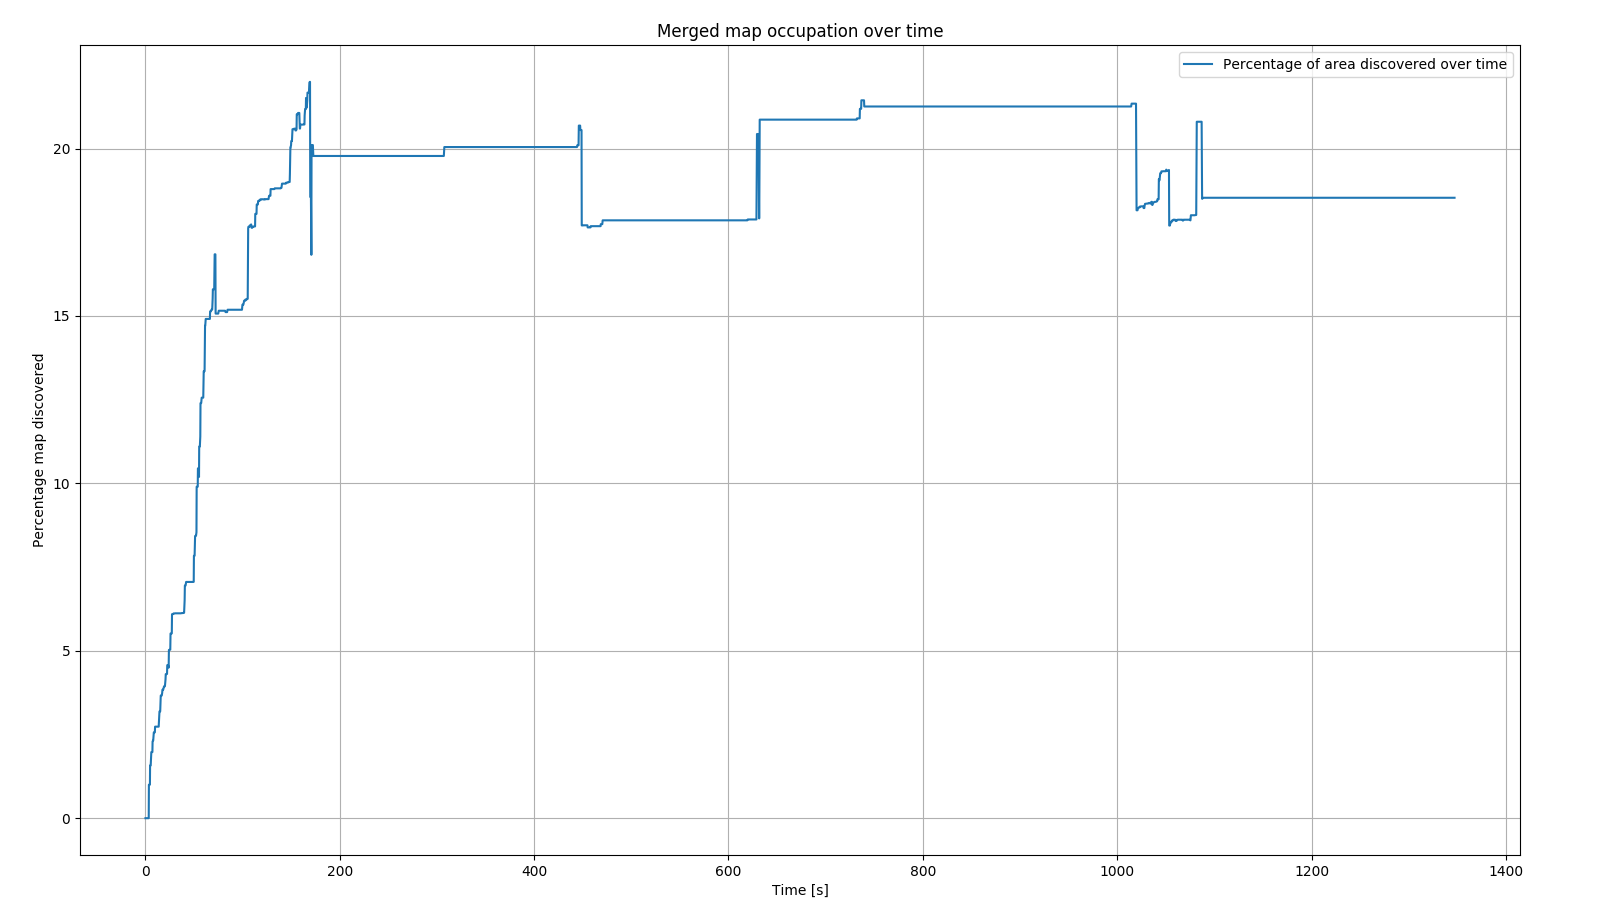 Merged map occupation over time
Percentage of area discovered over time
Percentage map discovered
20
15
10
5
0
0 200 400 600 800 1000 1200 1400
Time [s]